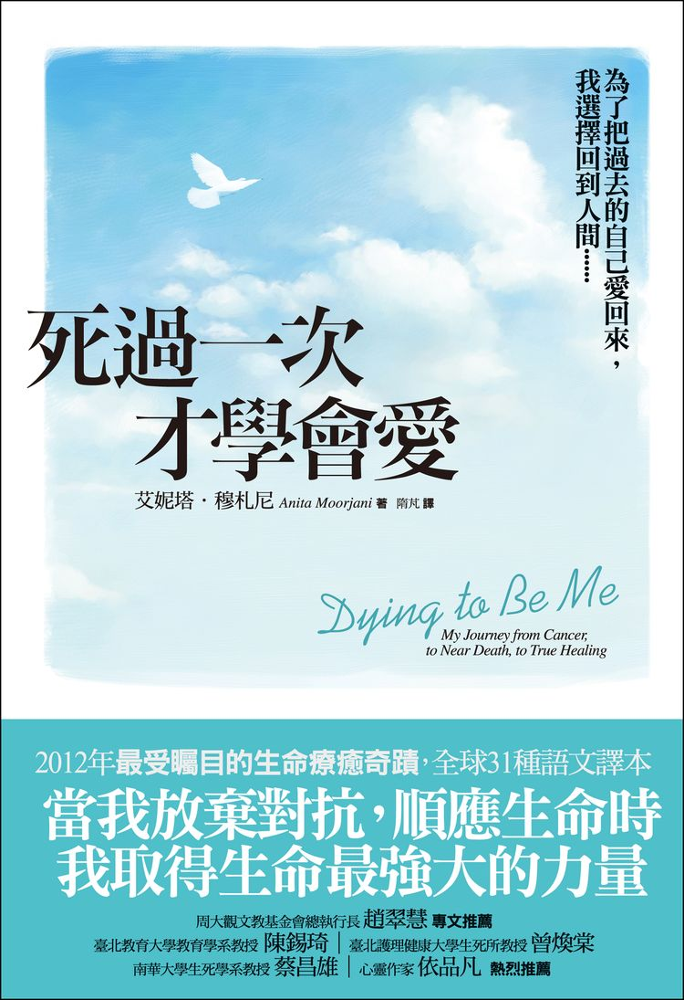 為了把過去的自己愛回來，
我選擇回到人間……
死過一次
才學會愛
艾妮塔·穆札尼 Anita Moorjani 著 隋芃 譯
Dying to Be Me
My Journey from Cancer,
to Near Death, to True Healing
2012年最受矚目的生命療癒奇蹟，全球31種語文譯本
當我放棄對抗，順應生命時
我取得生命最強大的力量
周大觀文教基金會總執行長 趙翠慧 專文推薦
臺北教育大學教育學系教授 陳錫琦｜臺北護理健康大學生死所教授 曾煥棠
南華大學生死學系教授 蔡昌雄｜心靈作家 依品凡 熱烈推薦